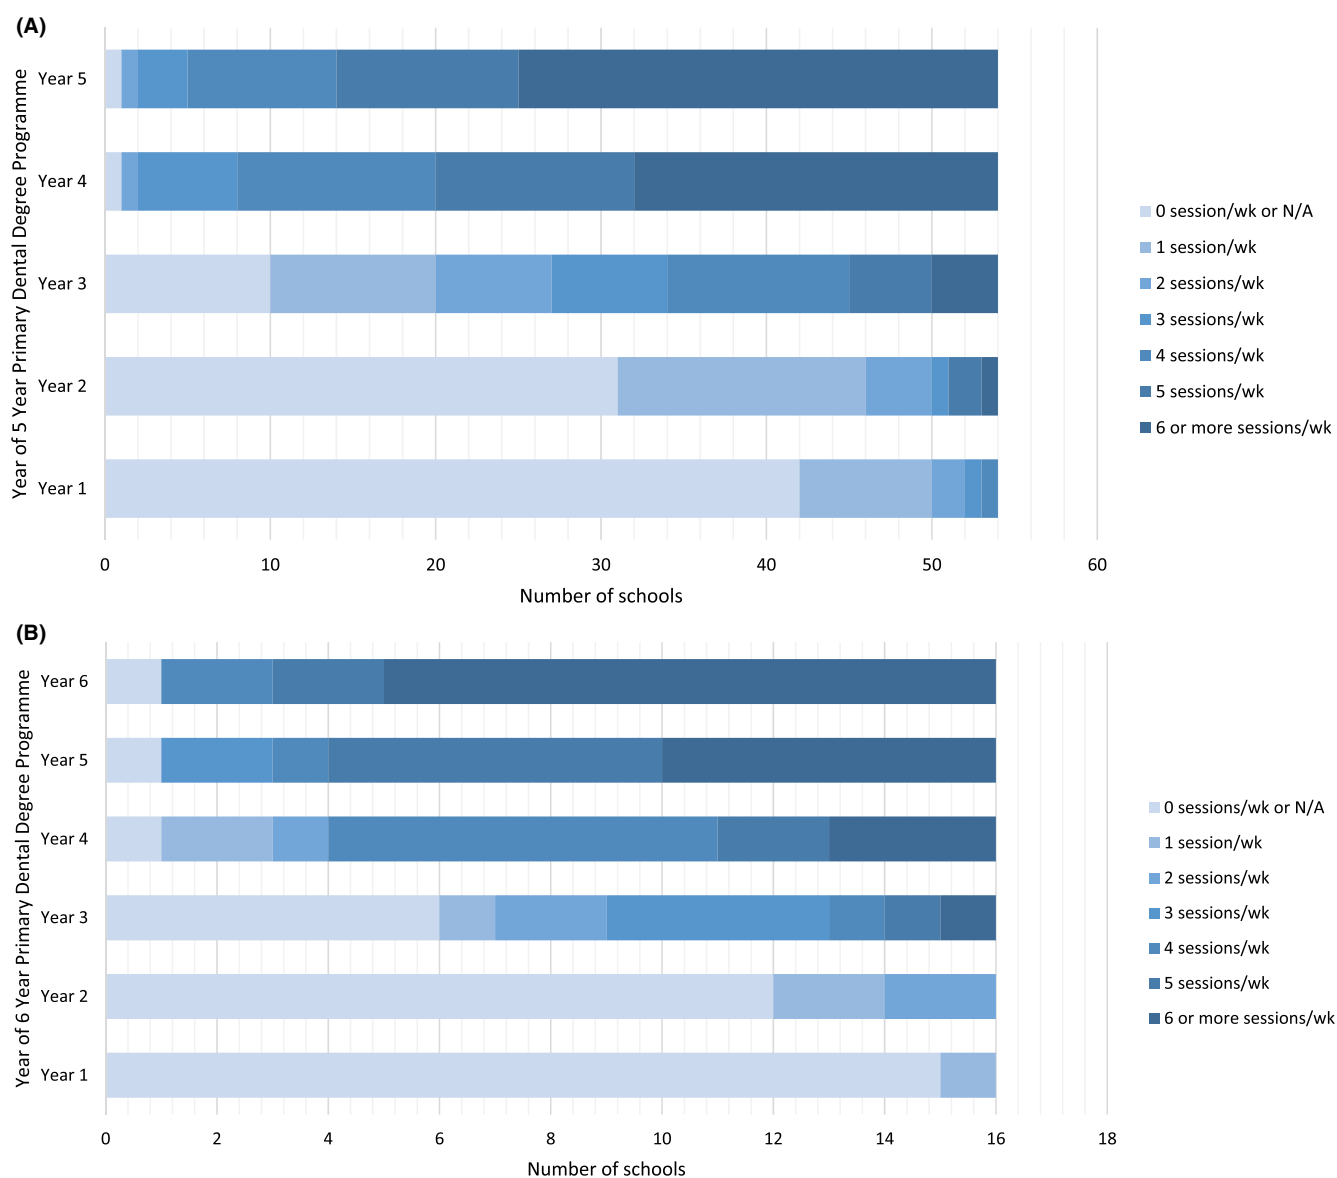 (A)
Year of 5 Year Primary Dental Degree Programme
Year 5
Year 4
Year 3
Year 2
Year 1
0 10 20 30 40 50 60
Number of schools
0 session/wk or N/A
1 session/wk
2 sessions/wk
3 sessions/wk
4 sessions/wk
5 sessions/wk
6 or more sessions/wk
(B)
Year of 6 Year Primary Dental Degree Programme
Year 6
Year 5
Year 4
Year 3
Year 2
Year 1
0 2 4 6 8 10 12 14 16 18
Number of schools
0 sessions/wk or N/A
1 session/wk
2 sessions/wk
3 sessions/wk
4 sessions/wk
5 sessions/wk
6 or more sessions/wk